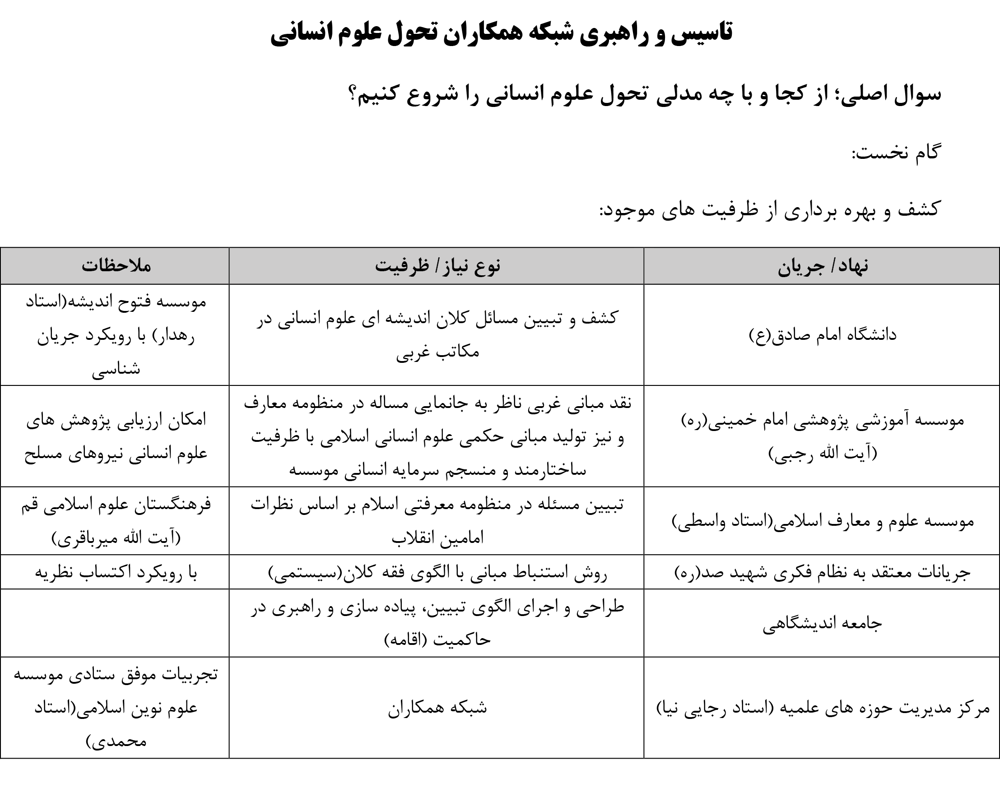 تاسیس و راهبری شبکه همکاران تحول علوم انسانی
سوال اصلی؛ از کجا و با چه مدلی تحول علوم انسانی را شروع کنیم؟
گام نخست:
کشف و بهره برداری از ظرفیت های موجود:
نهاد/ جریان
نوع نیاز/ ظرفیت
ملاحظات
دانشگاه امام صادق(ع)
کشف و تبیین مسائل کلان اندیشه ای علوم انسانی در
مکاتب غربی
موسسه فتوح اندیشه(استاد
رهدار) با رویکرد جریان
شناسی
موسسه آموزشی پژوهشی امام خمینی(ره)
(آیت الله رجبی)
نقد مبانی غربی ناظر به جانمایی مساله در منظومه معارف
و نیز تولید مبانی حکمی علوم انسانی اسلامی با ظرفیت
ساختارمند و منسجم سرمایه انسانی موسسه
امکان ارزیابی پژوهش های
علوم انسانی نیروهای مسلح
موسسه علوم و معارف اسلامی(استاد واسطی)
تبیین مسئله در منظومه معرفتی اسلام بر اساس نظرات
امامین انقلاب
فرهنگستان علوم اسلامی قم
(آیت الله میرباقری)
جریانات معتقد به نظام فکری شهید صد(ره)
روش استنباط مبانی با الگوی فقه کلان(سیستمی)
با رویکرد اکتساب نظریه
جامعه اندیشگاهی
طراحی و اجرای الگوی تبیین، پیاده سازی و راهبری در
حاکمیت (اقامه)
مرکز مدیریت حوزه های علمیه (استاد رجایی نیا)
شبکه همکاران
تجربیات موفق ستادی موسسه
علوم نوین اسلامی(استاد
محمدی)